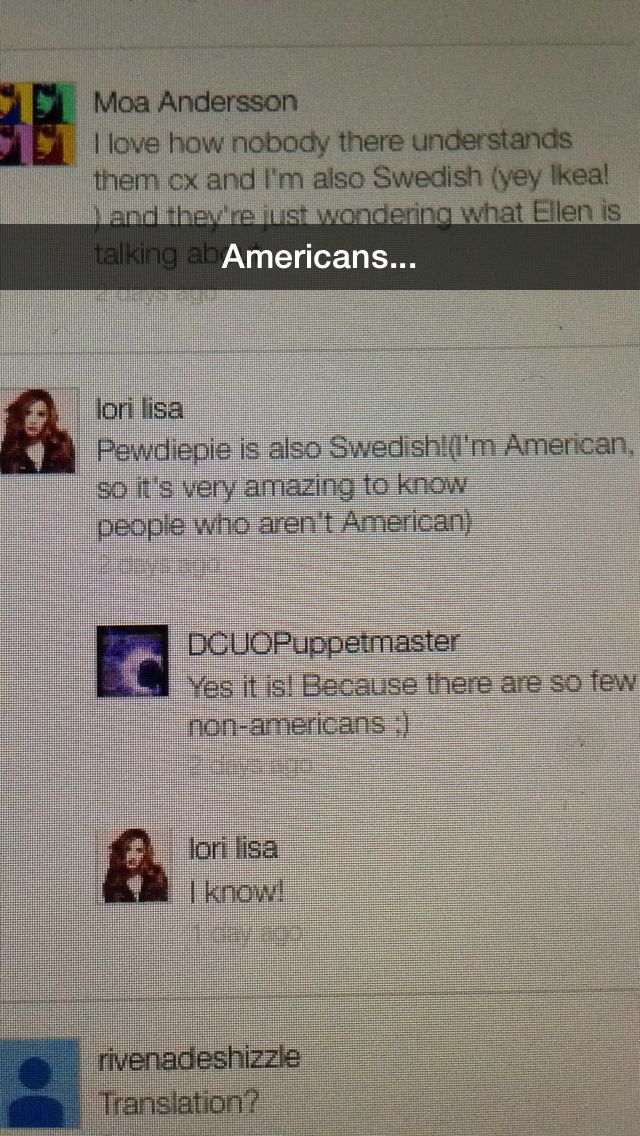 Moa Andersson
I love how nobody there understands
them cx and I'm also Swedish (yey Ikea!
) and they're just wondering what Ellen is
talking about
Americans...
2 days ago
lori lisa
Pewdiepie is also Swedish!(I'm American,
so it's very amazing to know
people who aren't American)
2 days ago
DCUOPuppetmaster
Yes it is! Because there are so few
non-americans ;)
2 days ago
lori lisa
I know!
1 day ago
rivenadeshizzle
Translation?